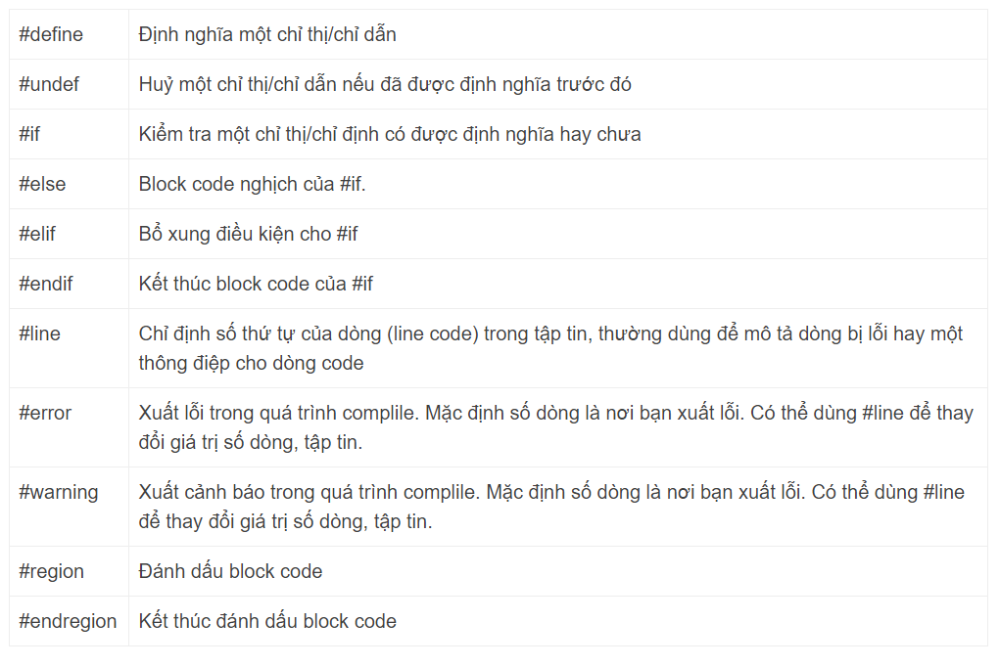 #define Định nghĩa một chỉ thị/chỉ dẫn
#undef Huỷ một chỉ thị/chỉ dẫn nếu đã được định nghĩa trước đó
#if Kiểm tra một chỉ thị/chỉ định có được định nghĩa hay chưa
#else Block code nghịch của #if.
#elif Bổ xung điều kiện cho #if
#endif Kết thúc block code của #if
#line Chỉ định số thứ tự của dòng (line code) trong tập tin, thường dùng để mô tả dòng bị lỗi hay một
thông điệp cho dòng code
#error Xuất lỗi trong quá trình complile. Mặc định số dòng là nơi bạn xuất lỗi. Có thể dùng #line để thay
đổi giá trị số dòng, tập tin.
#warning Xuất cảnh báo trong quá trình complile. Mặc định số dòng là nơi bạn xuất lỗi. Có thể dùng #line
để thay đổi giá trị số dòng, tập tin.
#region Đánh dấu block code
#endregion Kết thúc đánh dấu block code